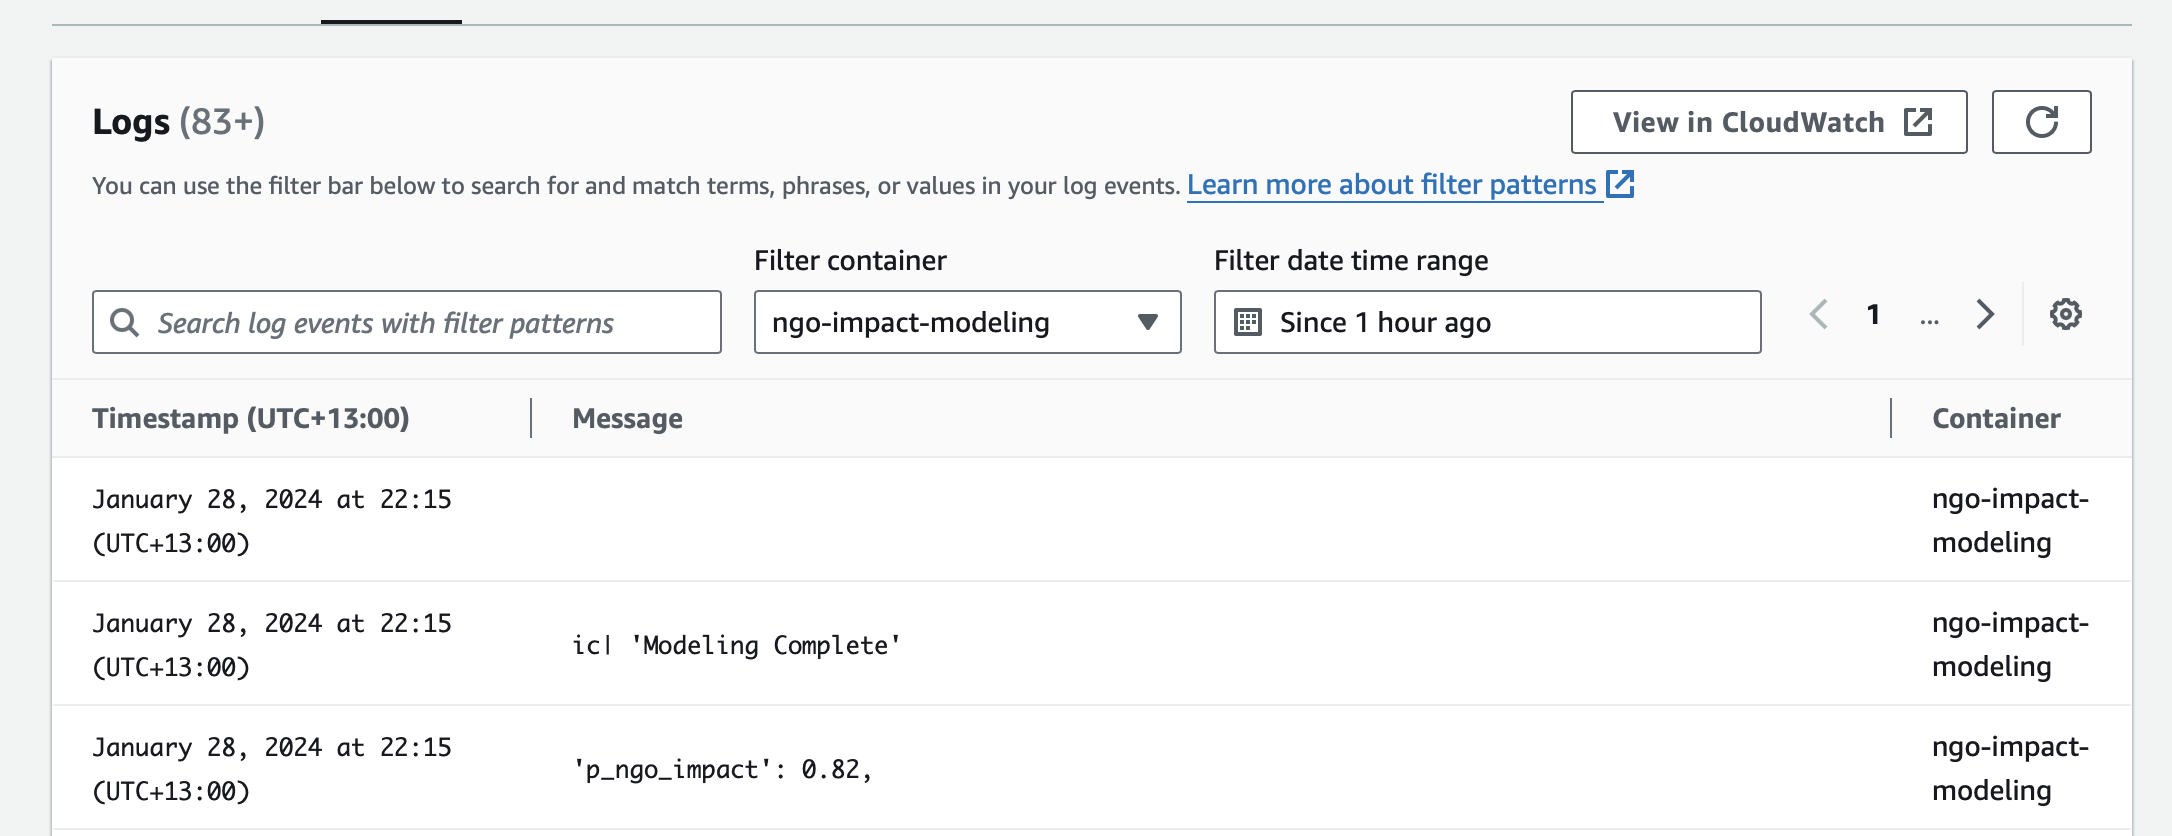 Logs (83+)
View in CloudWatch
You can use the filter bar below to search for and match terms, phrases, or values in your log events. Learn more about filter patterns
Filter container
Filter date time range
Search log events with filter patterns
ngo-impact-modeling
Since 1 hour ago
1 ...
Timestamp (UTC+13:00)
Message
Container
January 28, 2024 at 22:15
(UTC+13:00)
ngo-impact-
modeling
January 28, 2024 at 22:15
(UTC+13:00)
ic| 'Modeling Complete'
ngo-impact-
modeling
January 28, 2024 at 22:15
(UTC+13:00)
'p_ngo_impact': 0.82,
ngo-impact-
modeling